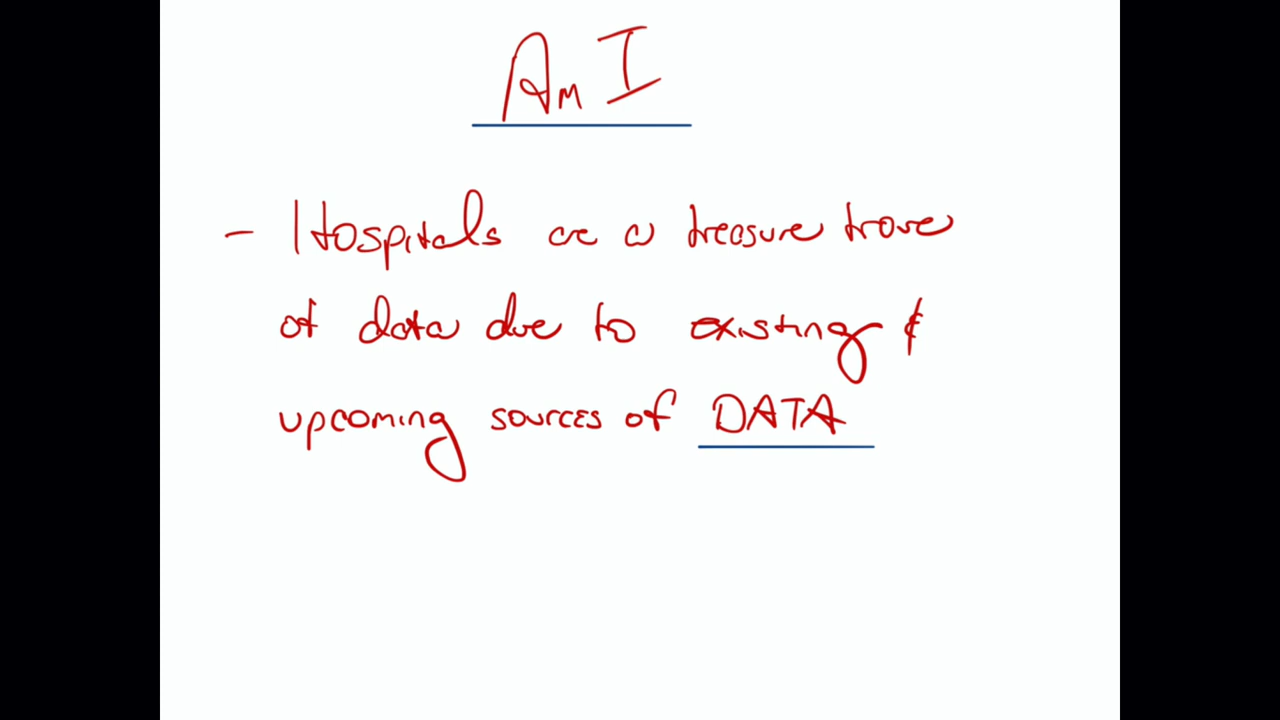 AmI
- Hospitals are a treasure trove
of data due to existing &
upcoming sources of DATA